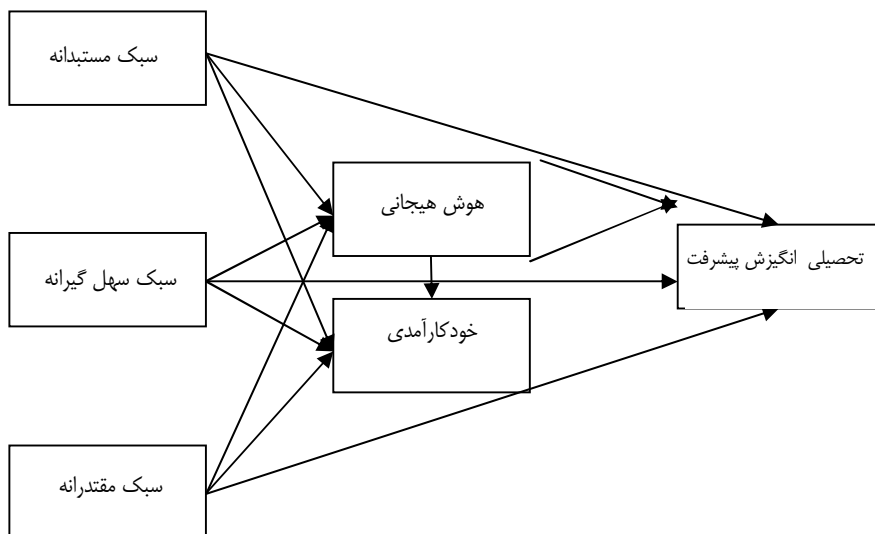 سبک مستبدانه
هوش هیجانی
سبک سهل گیرانه
تحصیلی انگیزش پیشرفت
خودکارآمدی
سبک مقتدرانه